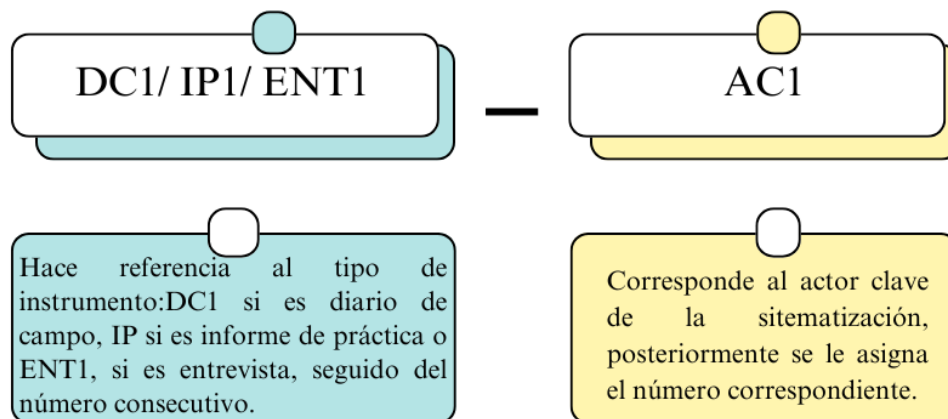 DC1/ IP1/ ENT1
–
AC1
Hace referencia al tipo de
instrumento:DC1 si es diario de
campo, IP si es informe de práctica o
ENT1, si es entrevista, seguido del
número consecutivo.
Corresponde al actor clave
de la sitematización,
posteriormente se le asigna
el número correspondiente.